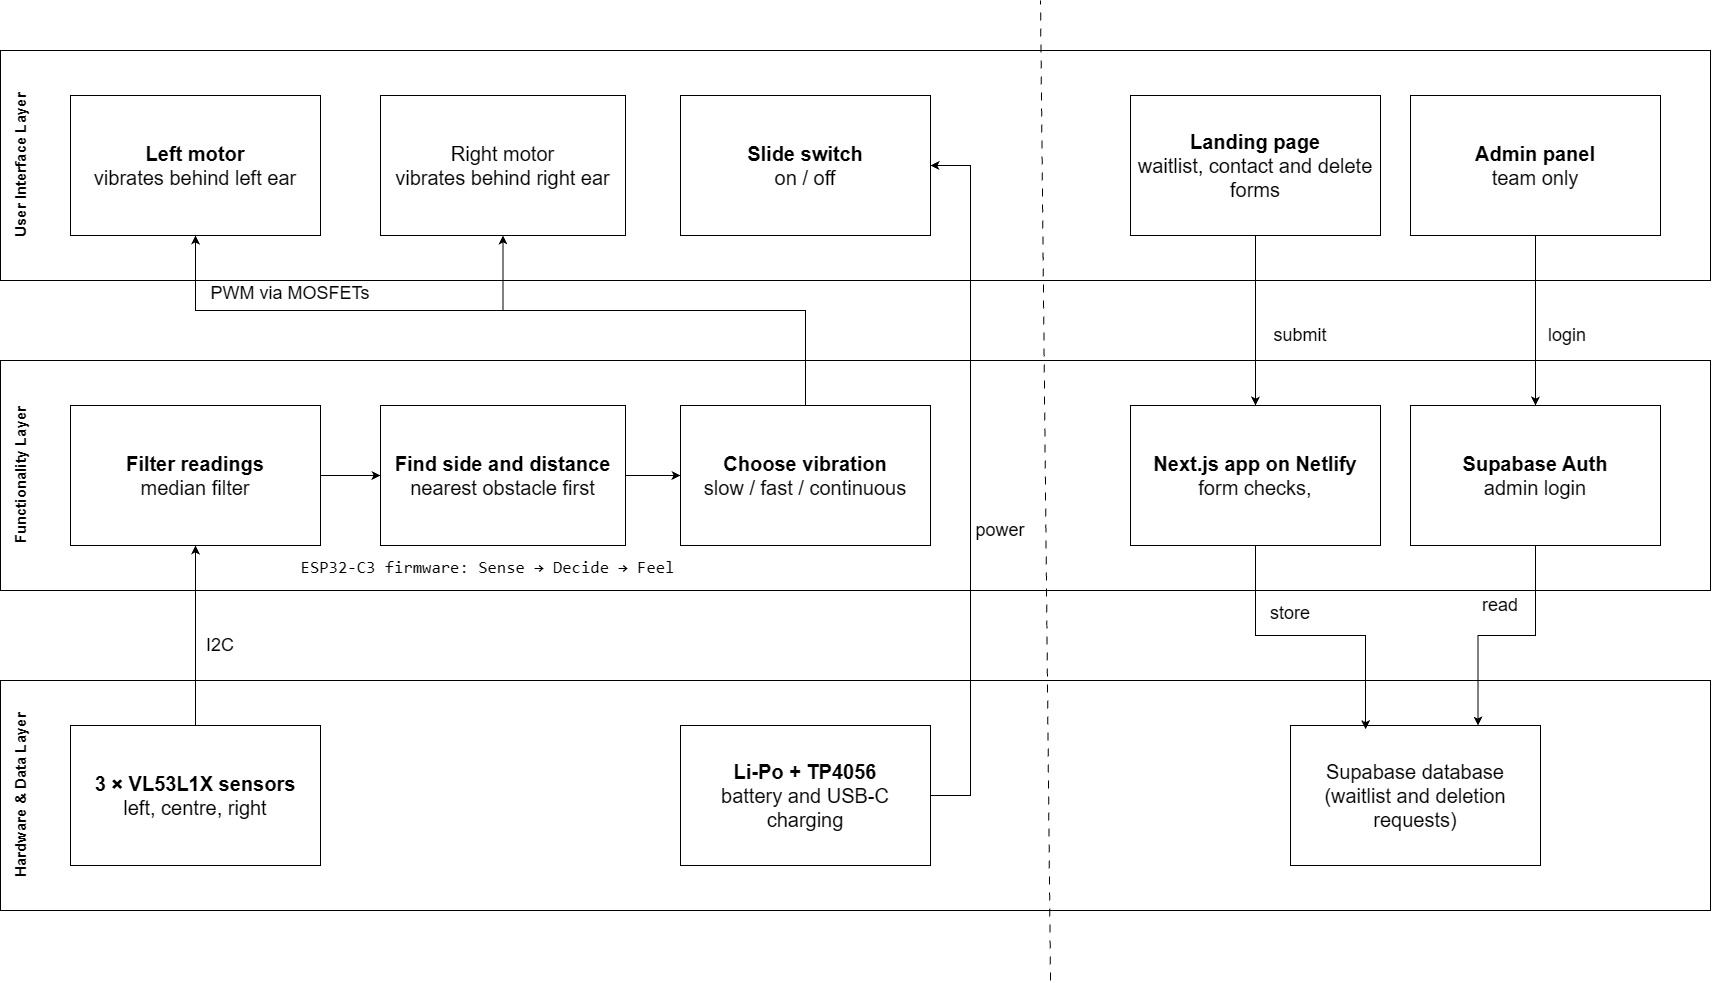 User Interface Layer
Left motor
vibrates behind left ear
Right motor
vibrates behind right ear
Slide switch
on / off
Landing page
waitlist, contact and delete
forms
Admin panel
team only
PWM via MOSFETs
submit
login
Functionality Layer
Filter readings
median filter
Find side and distance
nearest obstacle first
Choose vibration
slow / fast / continuous
Next.js app on Netlify
form checks,
Supabase Auth
admin login
power
ESP32-C3 firmware: Sense → Decide → Feel
store
read
I2C
Hardware & Data Layer
3 × VL53L1X sensors
left, centre, right
Li-Po + TP4056
battery and USB-C
charging
Supabase database
(waitlist and deletion
requests)